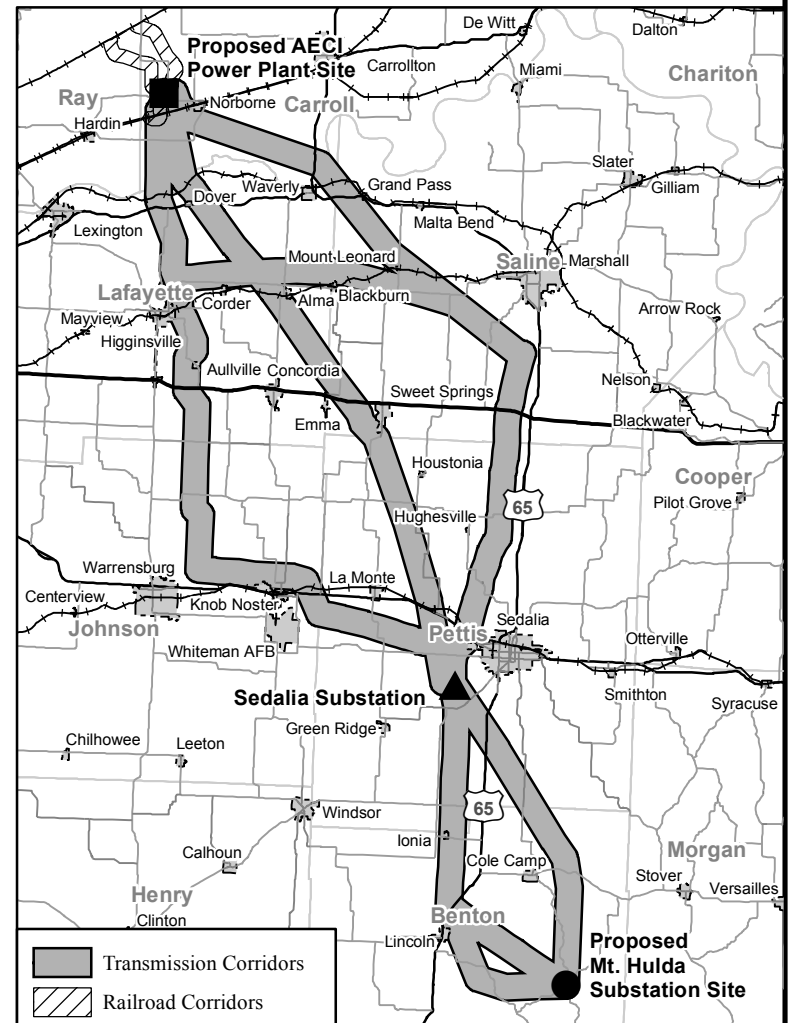 De Witt
Dalton
Proposed AECI
Power Plant Site
Carrollton
Miami
Chariton
Ray
Norborne
Carroll
Hardin
Slater
Gilliam
Waverly
Grand Pass
Dover
Malta Bend
Lexington
Mount Leonard
Saline
Marshall
Lafayette
Corder
Alma
Blackburn
Arrow Rock
Mayview
Higginsville
Aullville
Concordia
Nelson
Sweet Springs
Emma
Blackwater
Houstonia
Cooper
Pilot Grove
65
Hughesville
Warrensburg
La Monte
Centerview
Knob Noster
Johnson
Pettis
Sedalia
Otterville
Whiteman AFB
Smithton
Syracuse
Sedalia Substation
Green Ridge
Chilhowee
Leeton
65
Windsor
Ionia
Calhoun
Cole Camp
Morgan
Stover
Versailles
Henry
Benton
Clinton
Lincoln
Proposed
Mt. Hulda
Substation Site
Transmission Corridors
Railroad Corridors